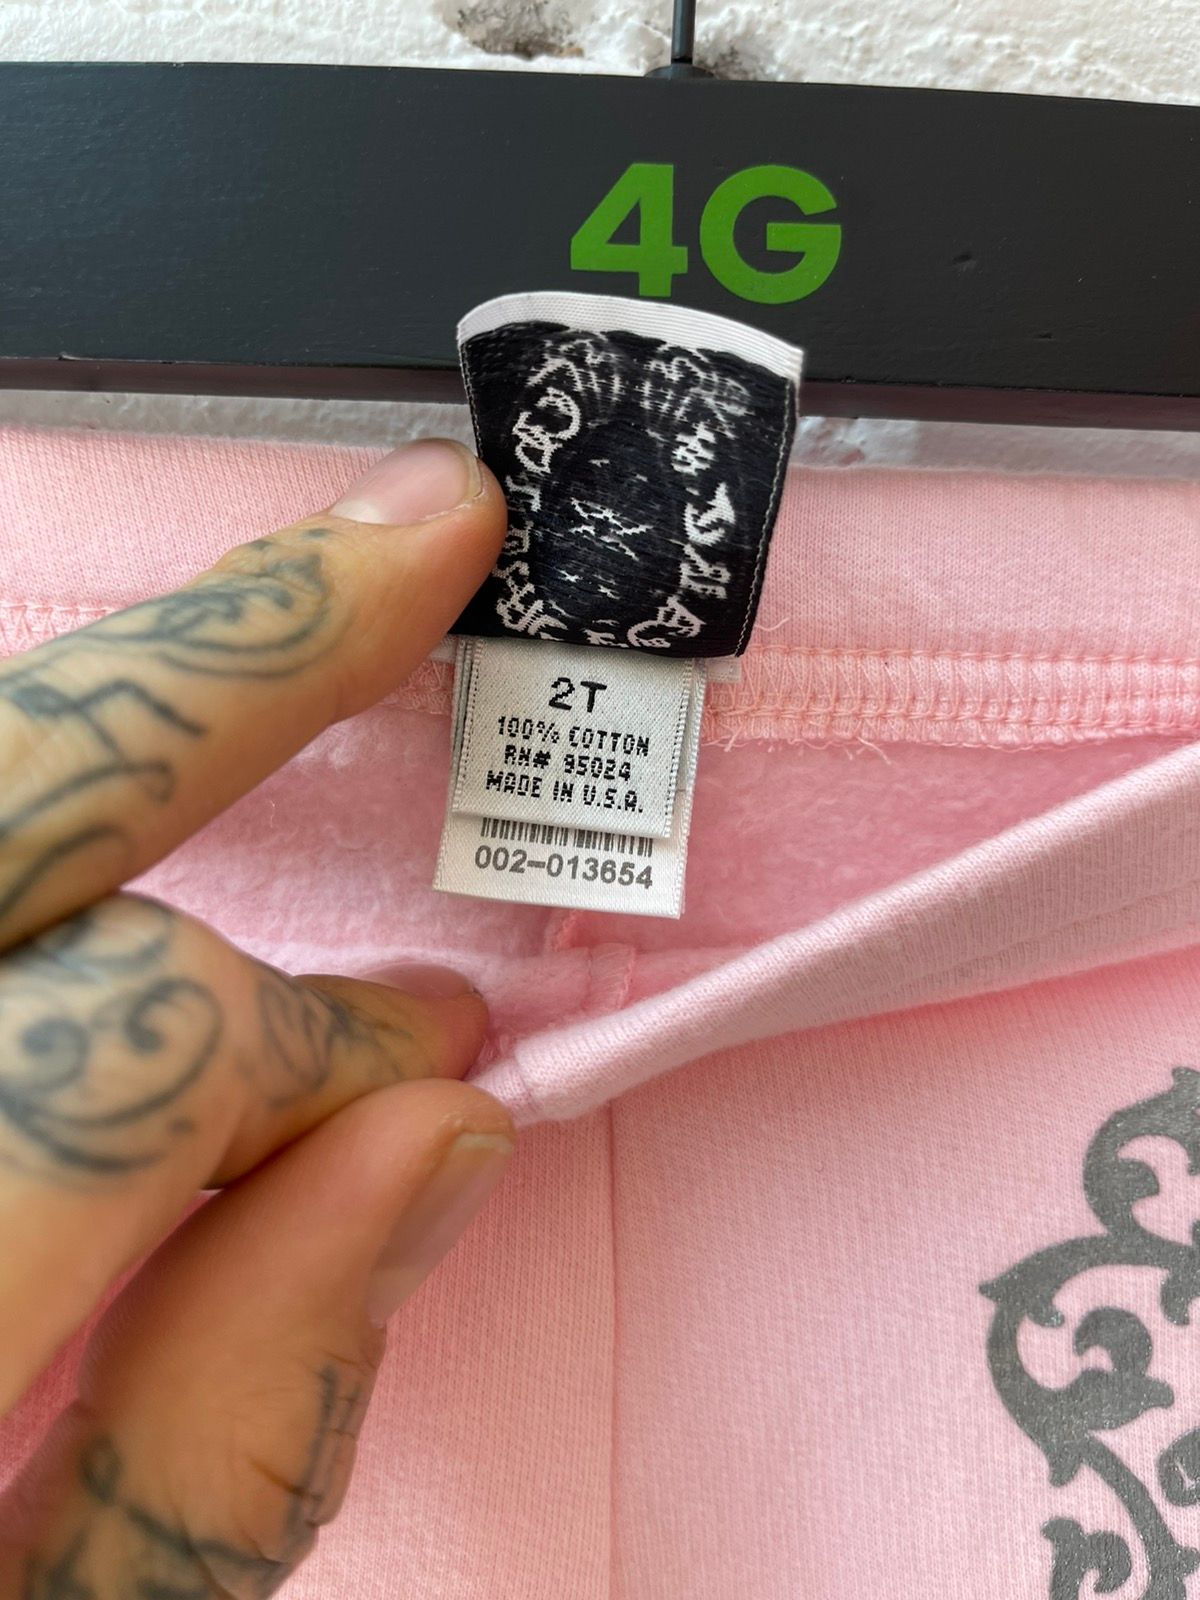 4G
2T
100% COTTON
RN# 95024
MADE IN U.S.A.
002-013654